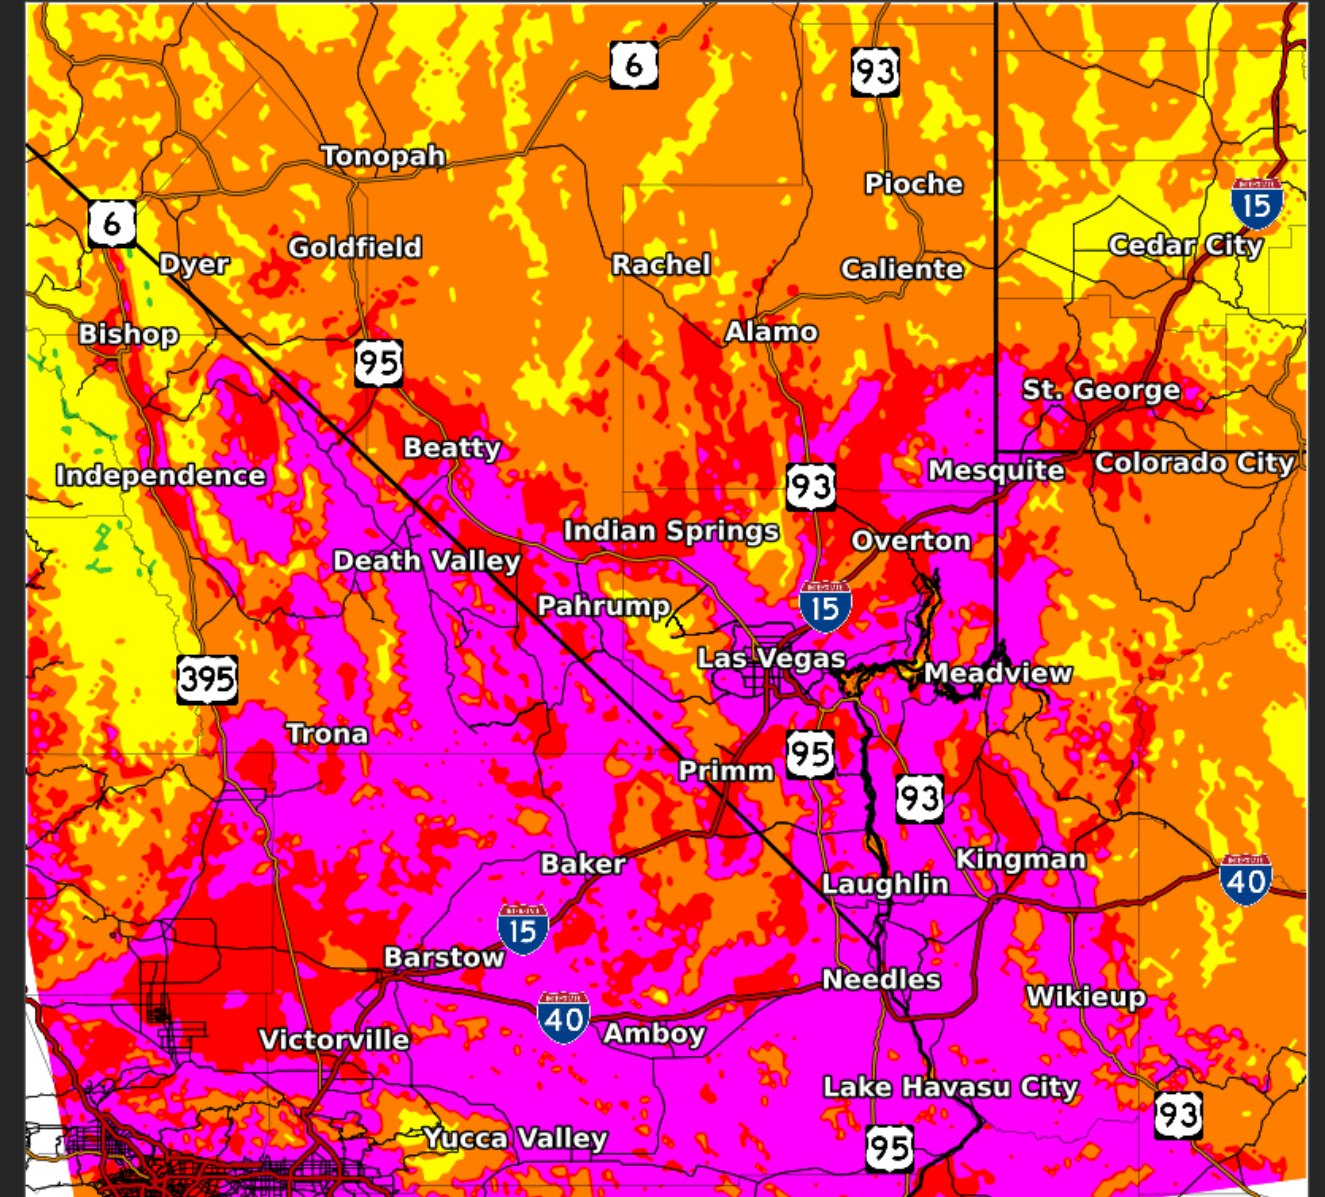 6
93
Tonopah
Pioche
15
6
Goldfield
Cedar City
Dyer
Rachel
Caliente
Bishop
Alamo
95
St. George
Beatty
Mesquite
Colorado City
Independence
93
Indian Springs
Overton
Death Valley
Pahrump
15
Las Vegas
Meadview
395
Trona
95
Primm
93
Baker
Kingman
Laughlin
40
15
Barstow
Needles
Wikieup
40
Amboy
Victorville
Lake Havasu City
93
Yucca Valley
95